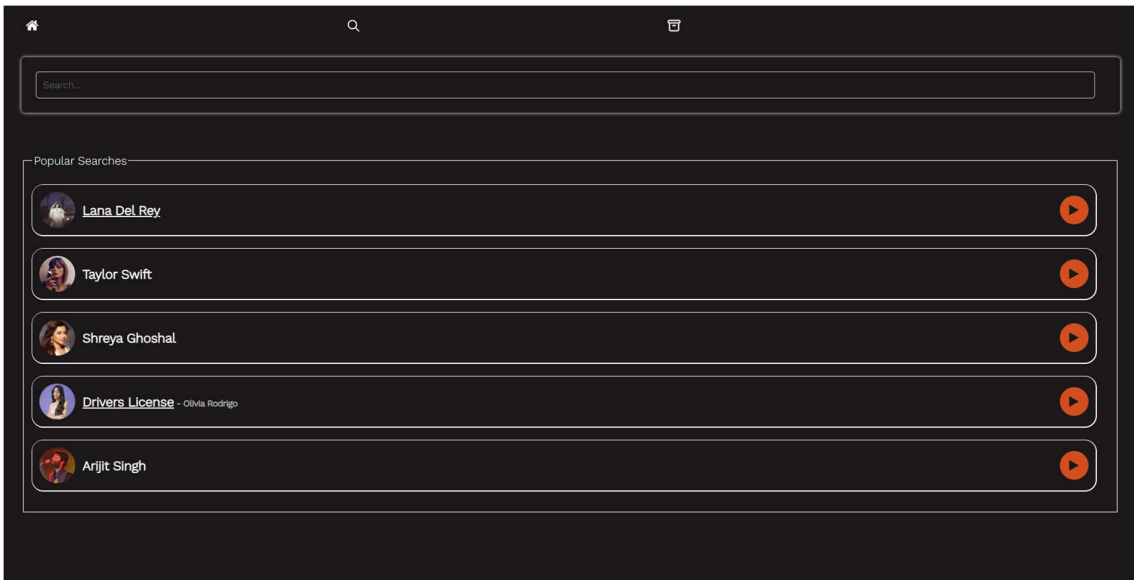 Search...
Popular Searches
Lana Del Rey
Taylor Swift
Shreya Ghoshal
Drivers License - Olivia Rodrigo
Arijit Singh